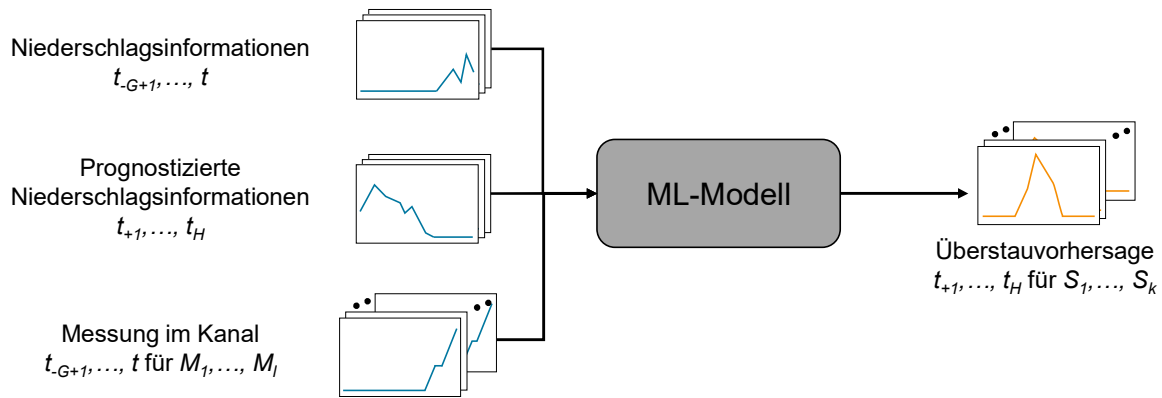 Niederschlagsinformationen
t-G+1,…, t
Prognostizierte
Niederschlagsinformationen
t+1,…, tH
Messung im Kanal
t-G+1,…, t für M1,…, Ml
ML-Modell
Überstauvorhersage
t+1,…, tH für S1,…, Sk